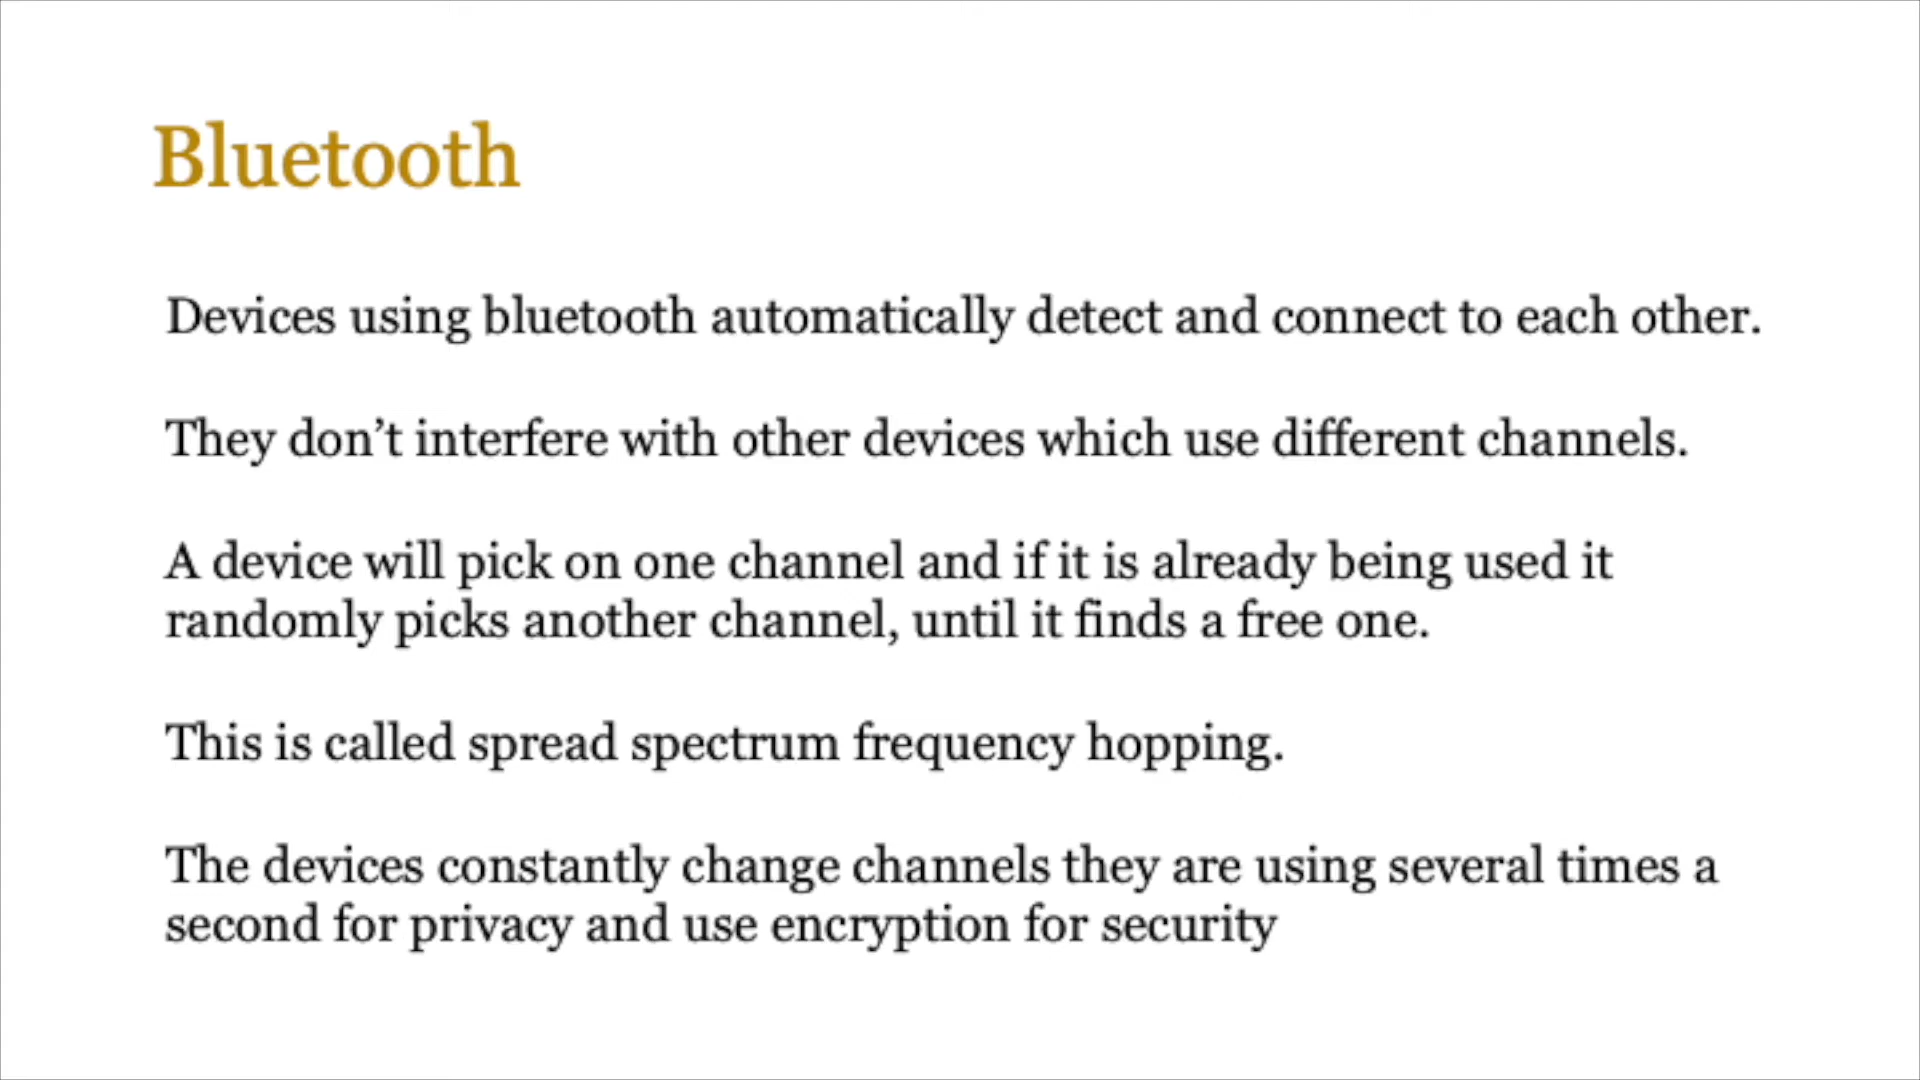 Bluetooth
Devices using bluetooth automatically detect and connect to each other.
They don’t interfere with other devices which use different channels.
A device will pick on one channel and if it is already being used it
randomly picks another channel, until it finds a free one.
This is called spread spectrum frequency hopping.
The devices constantly change channels they are using several times a
second for privacy and use encryption for security